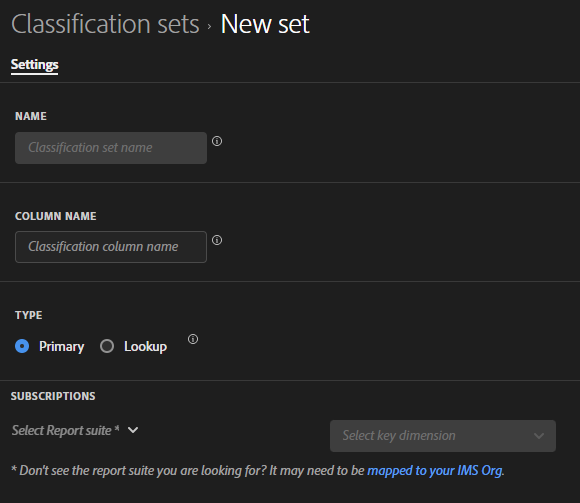 Classification sets › New set
Settings
NAME
Classification set name
COLUMN NAME
Classification column name
TYPE
Primary Lookup
SUBSCRIPTIONS
Select Report suite * Select key dimension
* Don't see the report suite you are looking for? It may need to be mapped to your IMS Org.